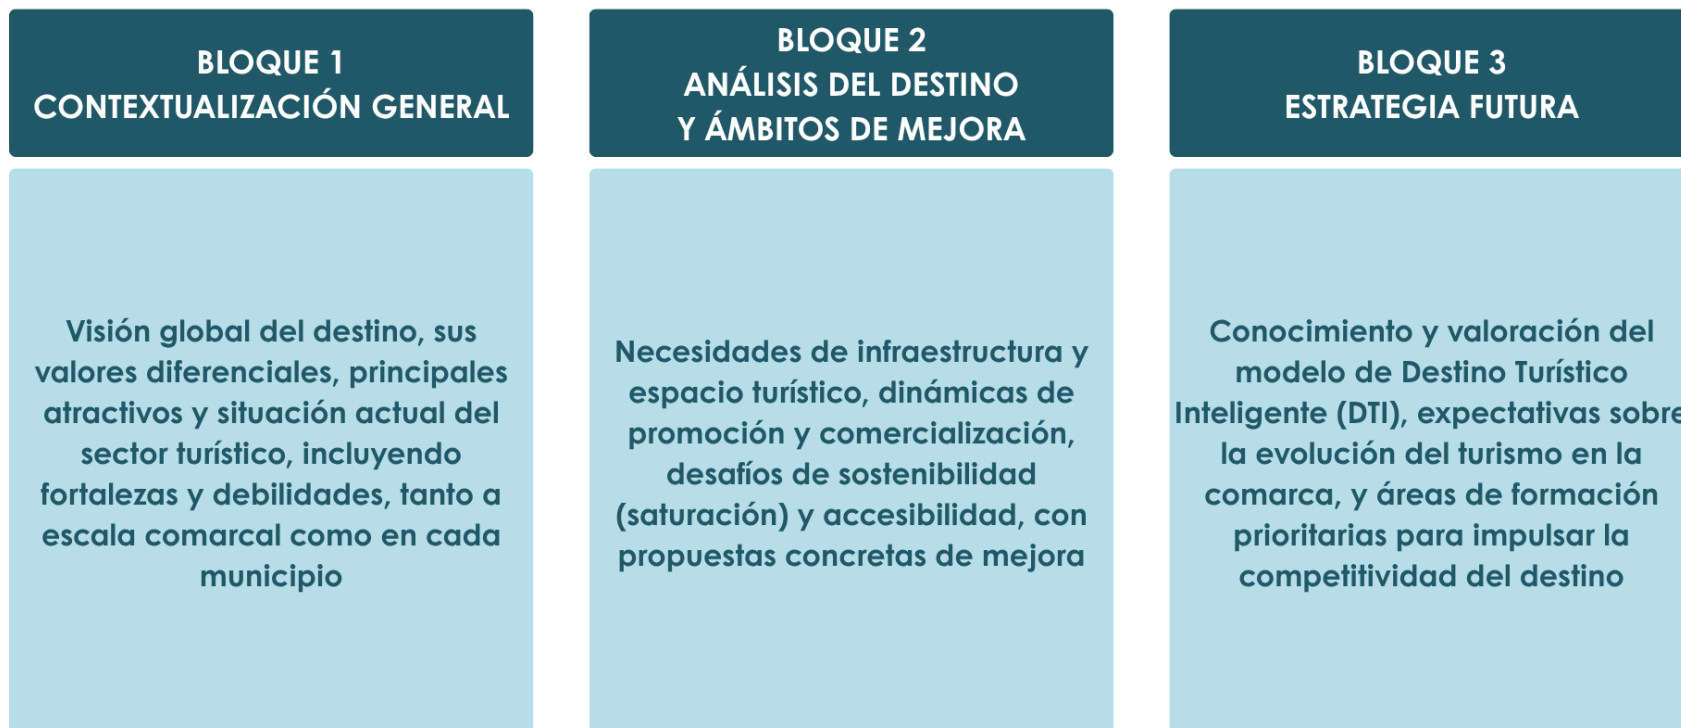 BLOQUE 1
CONTEXTUALIZACIÓN GENERAL
Visión global del destino, sus
valores diferenciales, principales
atractivos y situación actual del
sector turístico, incluyendo
fortalezas y debilidades, tanto a
escala comarcal como en cada
municipio
BLOQUE 2
ANÁLISIS DEL DESTINO
Y ÁMBITOS DE MEJORA
Necesidades de infraestructura y
espacio turístico, dinámicas de
promoción y comercialización,
desafíos de sostenibilidad
(saturación) y accesibilidad, con
propuestas concretas de mejora
BLOQUE 3
ESTRATEGIA FUTURA
Conocimiento y valoración del
modelo de Destino Turístico
Inteligente (DTI), expectativas sobre
la evolución del turismo en la
comarca, y áreas de formación
prioritarias para impulsar la
competitividad del destino